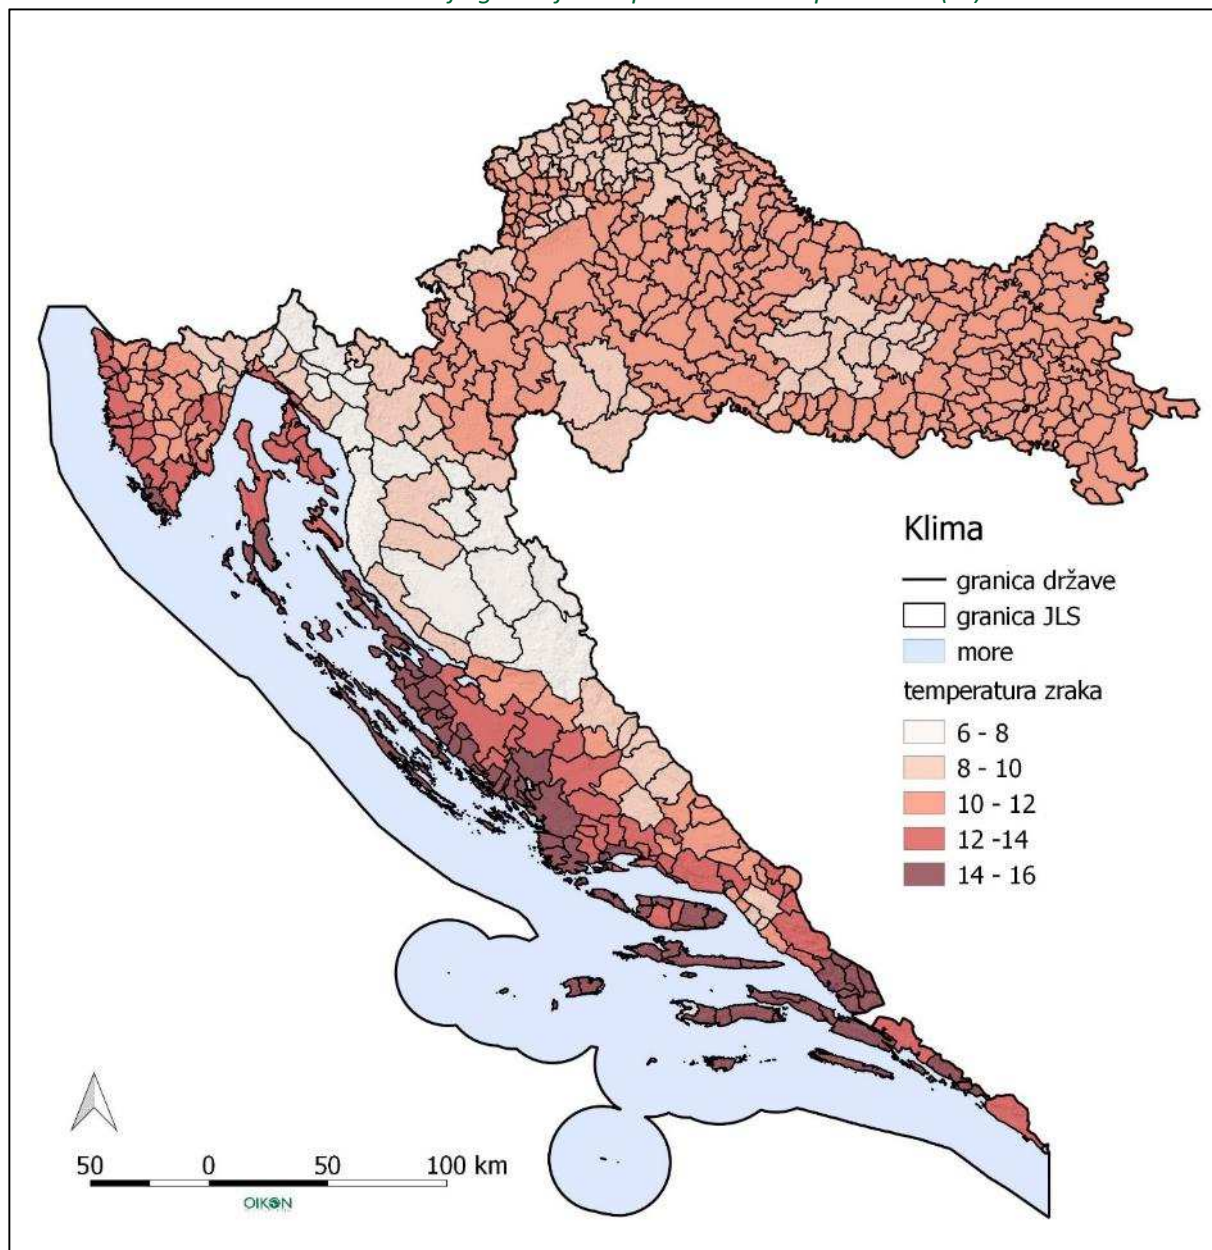 Klima
granica države
granica JLS
more
temperatura zraka
6 - 8
8 - 10
10 - 12
12 -14
14 - 16
50 0 50 100 km
OIKON